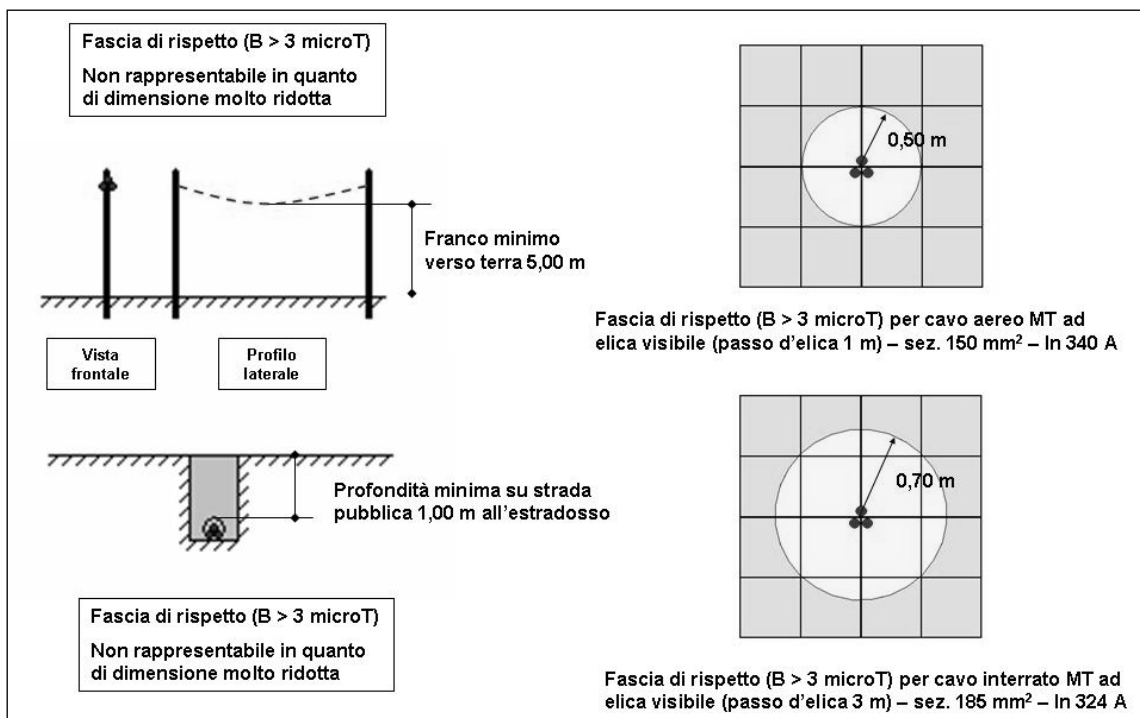 Fascia di rispetto (B > 3 microT)
Non rappresentabile in quanto
di dimensione molto ridotta
Franco minimo
verso terra 5,00 m
Vista
frontale
Profilo
laterale
Profondità minima su strada
pubblica 1,00 m all'estradosso
Fascia di rispetto (B > 3 microT)
Non rappresentabile in quanto
di dimensione molto ridotta
0,50 m
Fascia di rispetto (B > 3 microT) per cavo aereo MT ad
elica visibile (passo d'elica 1 m) – sez. 150 mm² – In 340 A
0,70 m
Fascia di rispetto (B > 3 microT) per cavo interrato MT ad
elica visibile (passo d'elica 3 m) – sez. 185 mm² – In 324 A